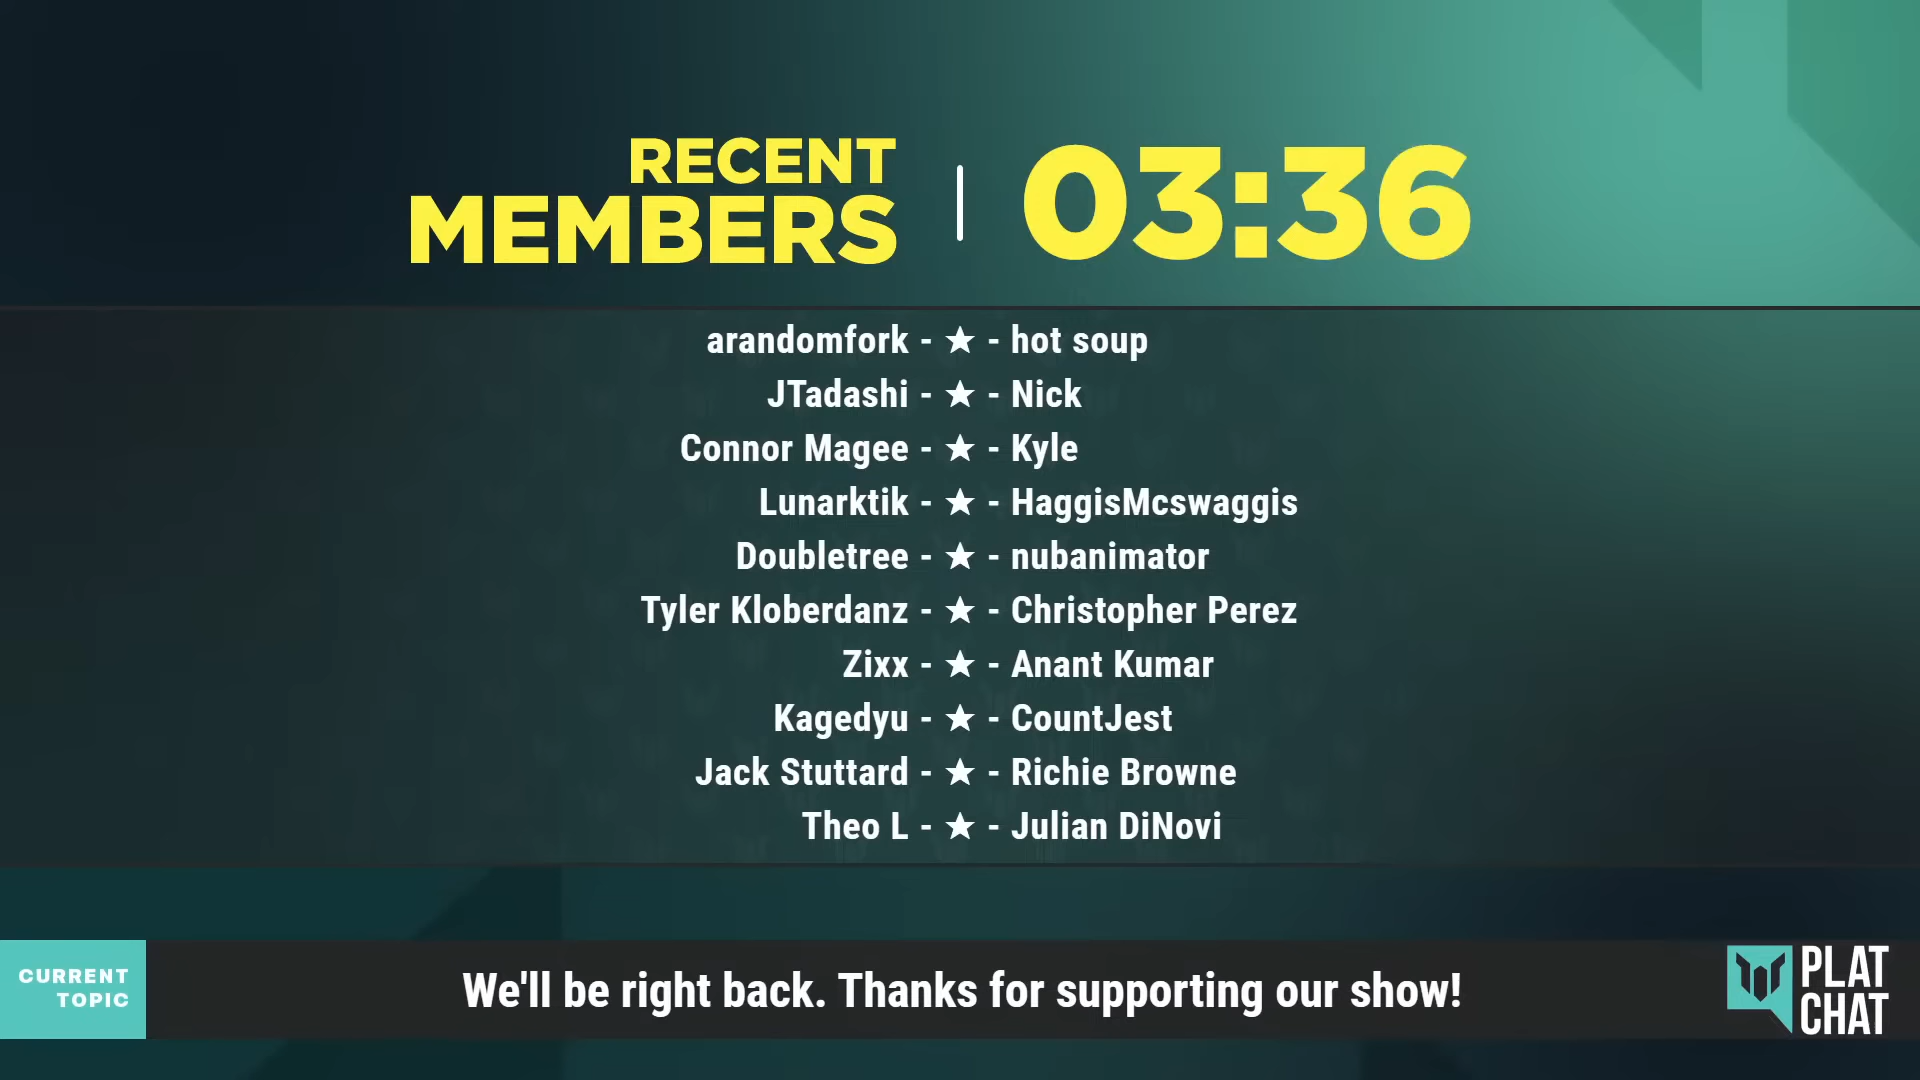 RECENT
MEMBERS
03:36
arandomfork - ★ - hot soup
JTadashi - ★ - Nick
Connor Magee - ★ - Kyle
Lunarktik - ★ - HaggisMcswaggis
Doubletree - ★ - nubanimator
Tyler Kloberdanz - ★ - Christopher Perez
Zixx - ★ - Anant Kumar
Kagedyu - ★ - CountJest
Jack Stuttard - ★ - Richie Browne
Theo L - ★ - Julian DiNovi
CURRENT
TOPIC
We'll be right back. Thanks for supporting our show!
PLAT
CHAT